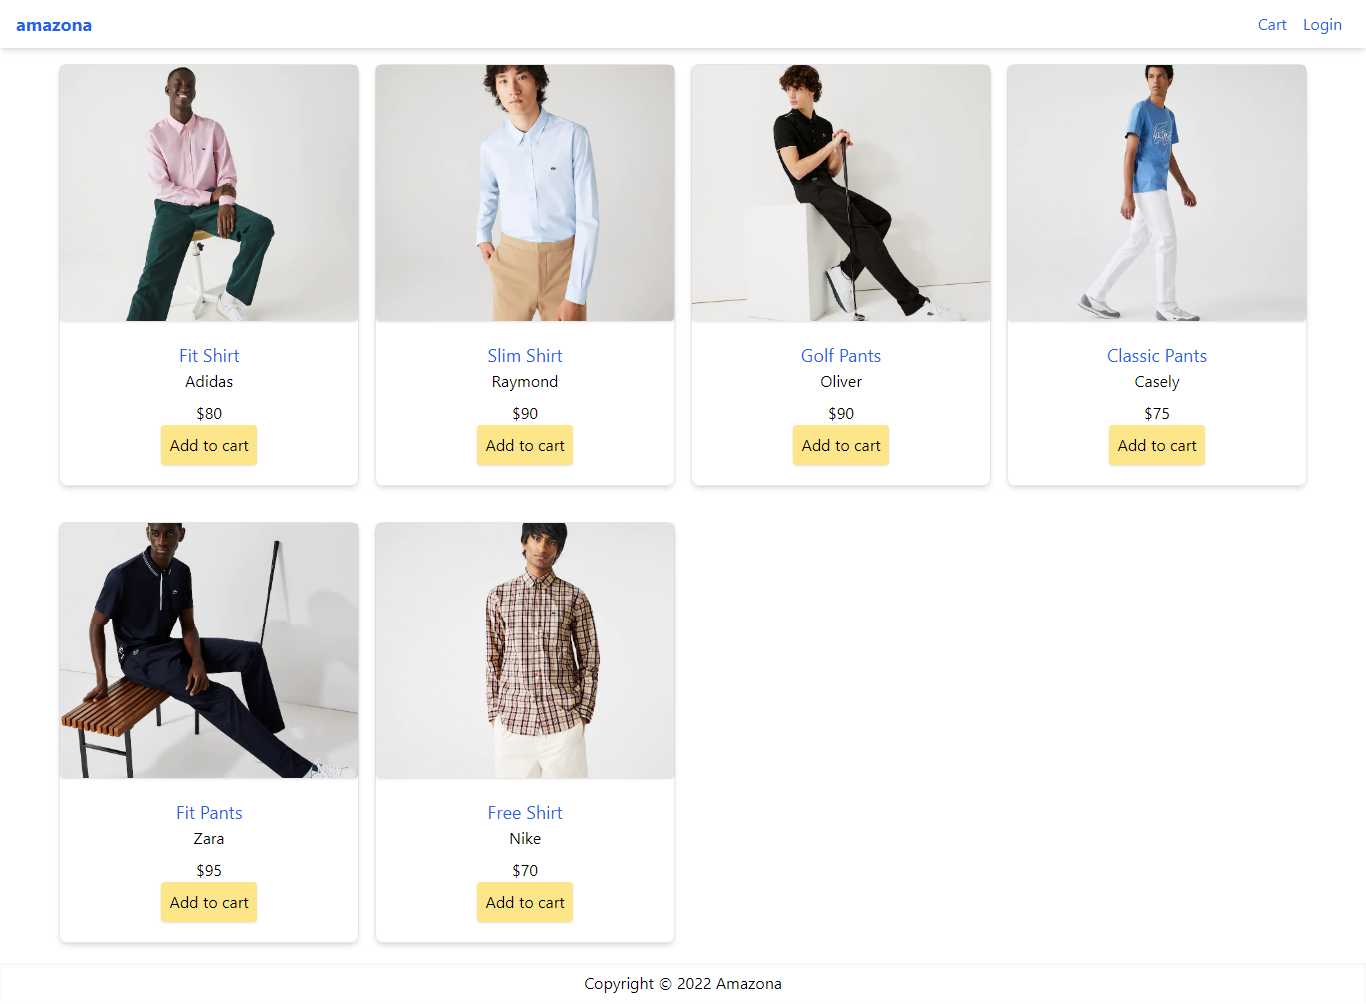 amazona
Cart Login
Fit Shirt
Adidas
$80
Add to cart
Slim Shirt
Raymond
$90
Add to cart
Golf Pants
Oliver
$90
Add to cart
Classic Pants
Casely
$75
Add to cart
Fit Pants
Zara
$95
Add to cart
Free Shirt
Nike
$70
Add to cart
Copyright © 2022 Amazona